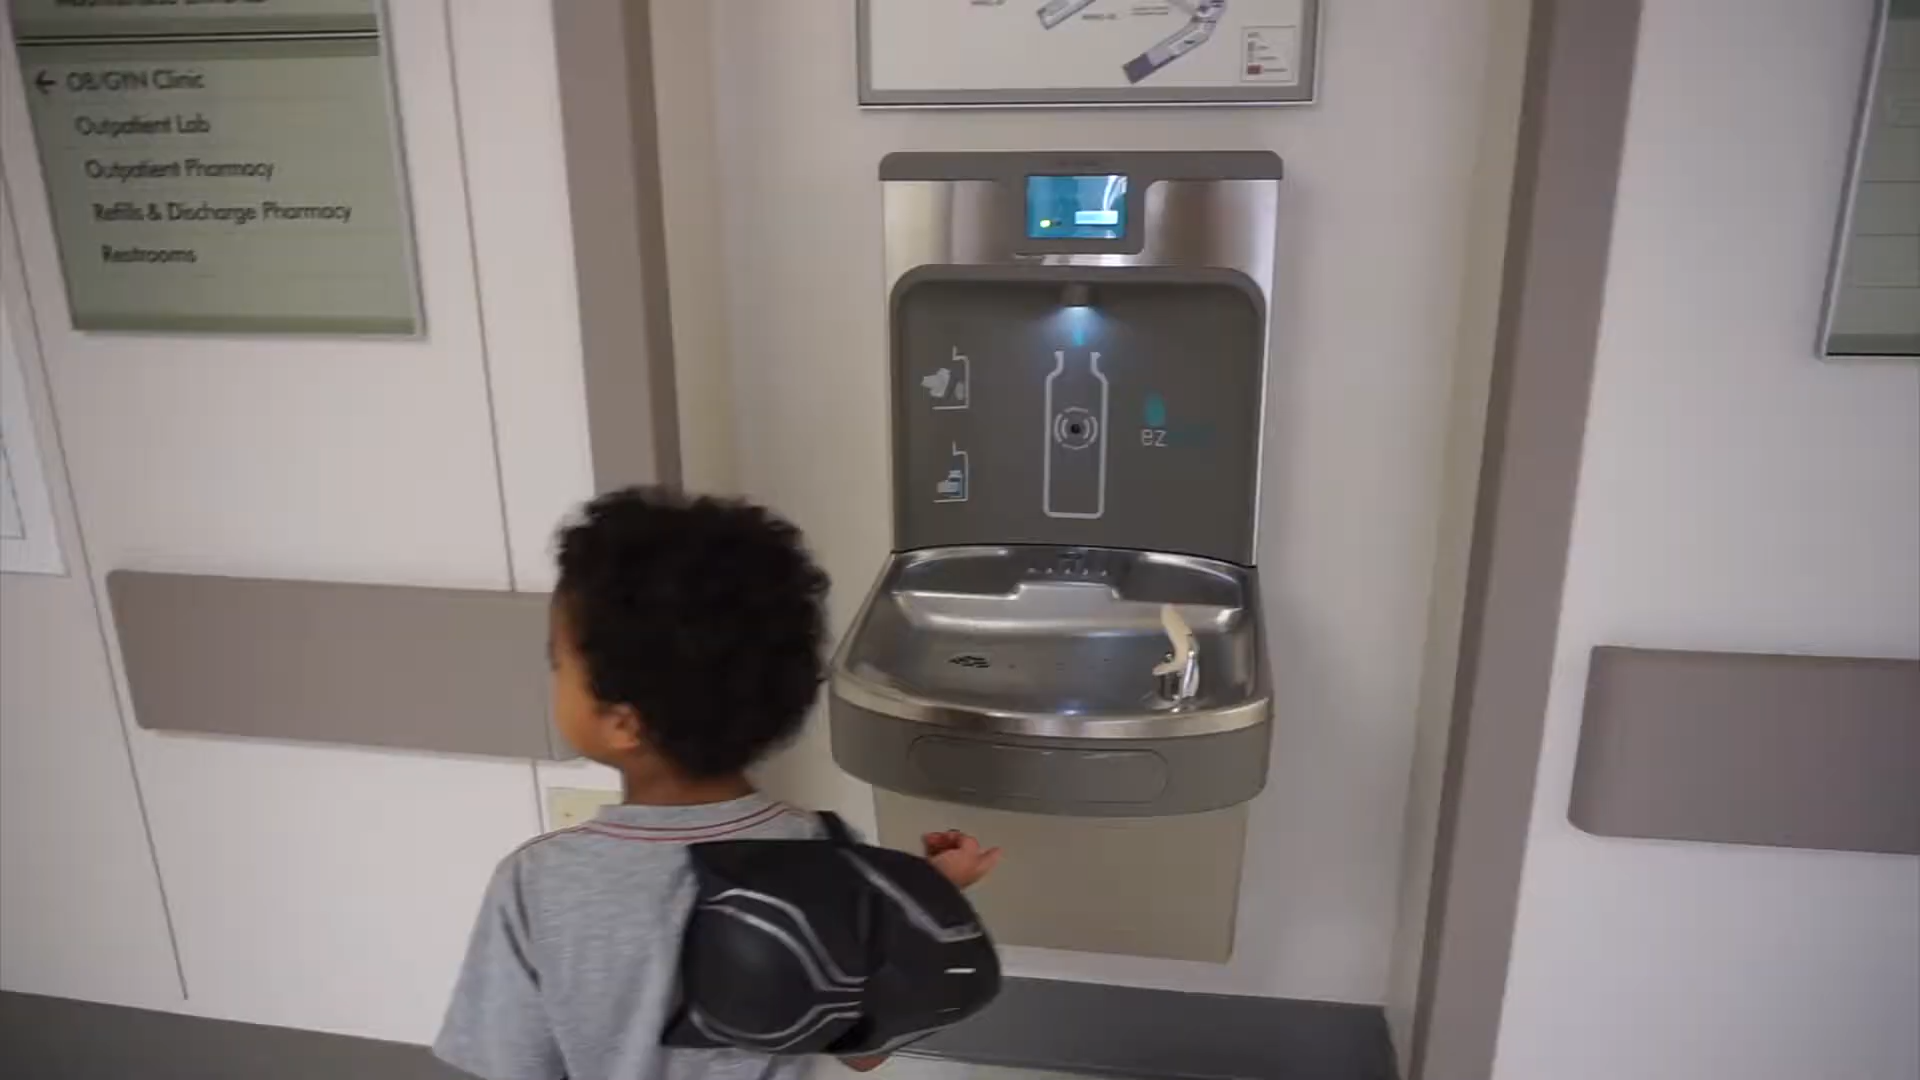 ← OB/GYN Clinic
Outpatient Lab
Outpatient Pharmacy
Refills & Discharge Pharmacy
Restrooms
ez